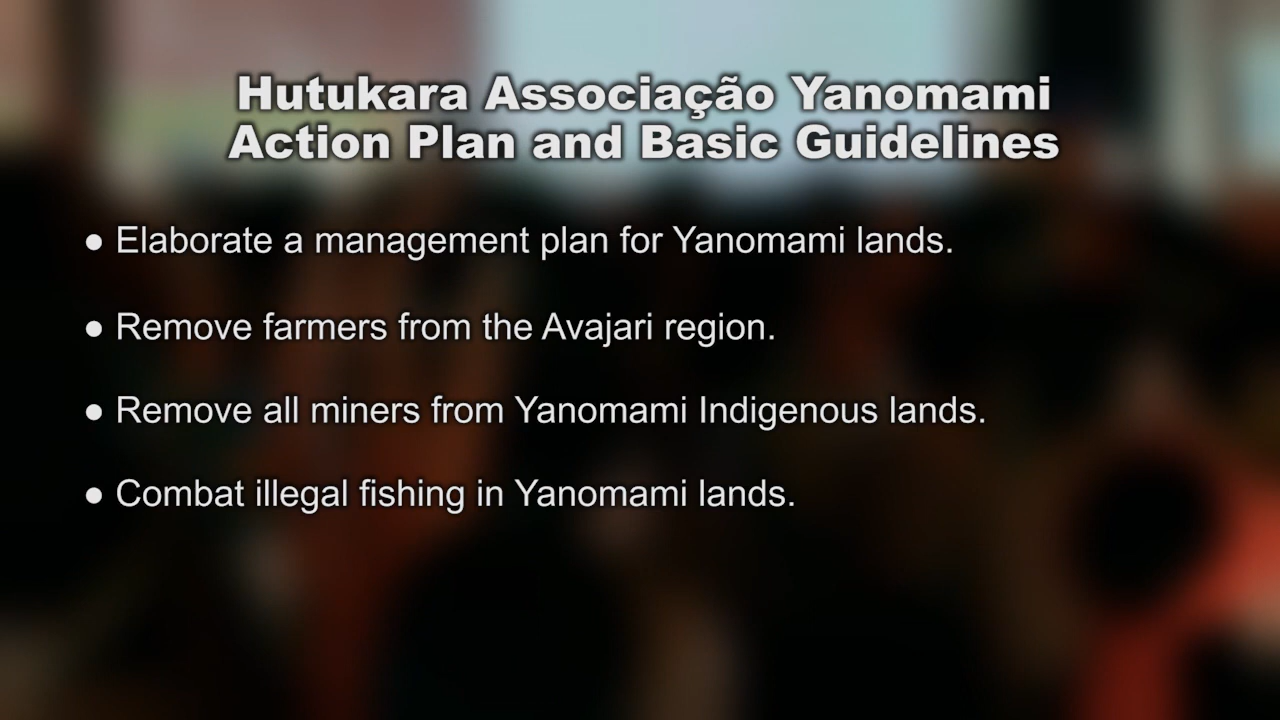 Hutukara Associação Yanomami
Action Plan and Basic Guidelines
● Elaborate a management plan for Yanomami lands.
● Remove farmers from the Avajari region.
● Remove all miners from Yanomami Indigenous lands.
● Combat illegal fishing in Yanomami lands.